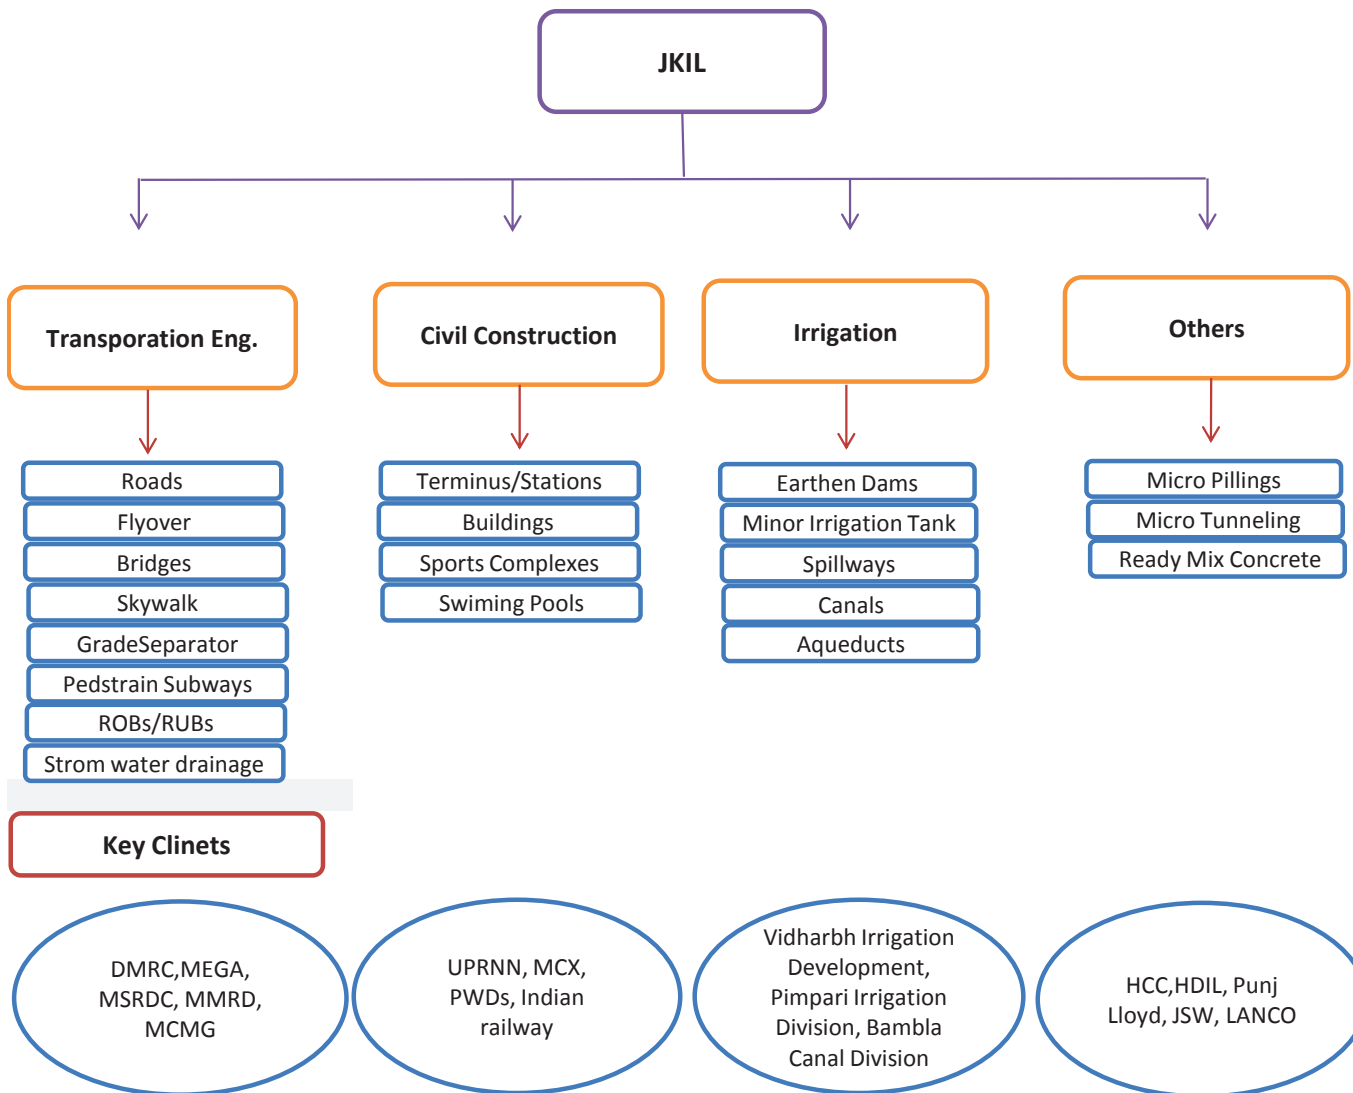 JKIL
Transporation Eng.
Civil Construction
Irrigation
Others
Roads
Flyover
Bridges
Skywalk
GradeSeparator
Pedstrain Subways
ROBs/RUBs
Strom water drainage
Terminus/Stations
Buildings
Sports Complexes
Swiming Pools
Earthen Dams
Minor Irrigation Tank
Spillways
Canals
Aqueducts
Micro Pillings
Micro Tunneling
Ready Mix Concrete
Key Clinets
DMRC,MEGA,
MSRDC, MMRD,
MCMG
UPRNN, MCX,
PWDs, Indian
railway
Vidharbh Irrigation
Development,
Pimpari Irrigation
Division, Bambla
Canal Division
HCC,HDIL, Punj
Lloyd, JSW, LANCO